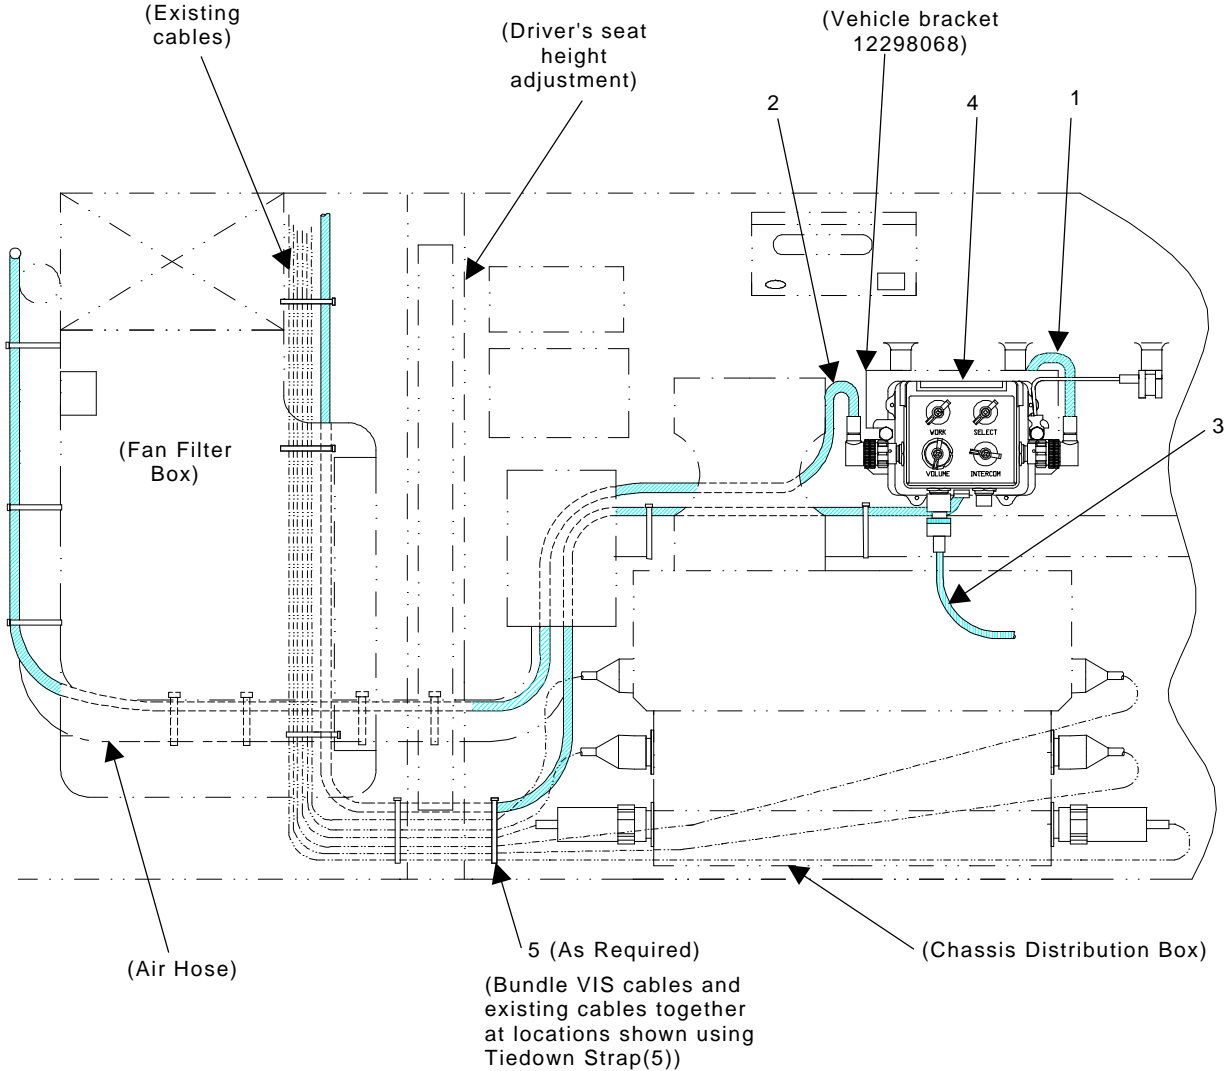 (Existing
cables)
(Driver's seat
height
adjustment)
(Vehicle bracket
12298068)
2
4
1
WORK
SELECT
VOLUME
INTERCOM
3
(Fan Filter
Box)
(Air Hose)
5 (As Required)
(Bundle VIS cables and
existing cables together
at locations shown using
Tiedown Strap(5))
(Chassis Distribution Box)